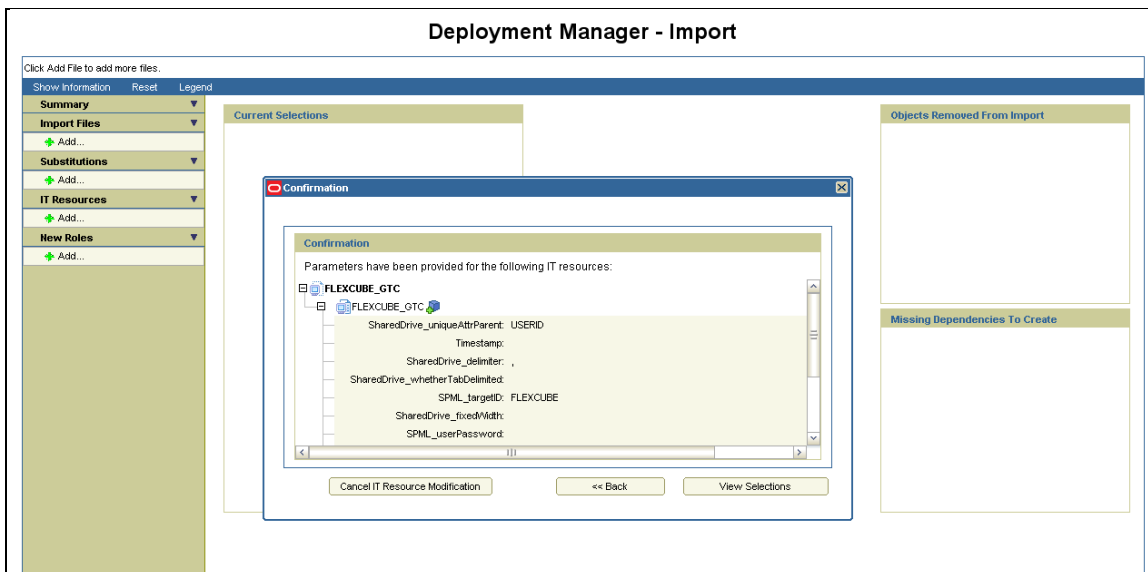 Deployment Manager - Import
Click Add File to add more files.
Show Information Reset Legend
Summary
Import Files
Add...
Substitutions
Add...
IT Resources
Add...
New Roles
Add...
Current Selections
Objects Removed From Import
Missing Dependencies To Create
Confirmation
Confirmation
Parameters have been provided for the following IT resources:
FLEXCUBE_GTC
FLEXCUBE_GTC
SharedDrive_uniqueAttrParent: USERID
Timestamp:
SharedDrive_delimiter: ,
SharedDrive_whetherTabDelimited:
SPML_targetID: FLEXCUBE
SharedDrive_fixedWidth:
SPML_userPassword:
Cancel IT Resource Modification << Back View Selections